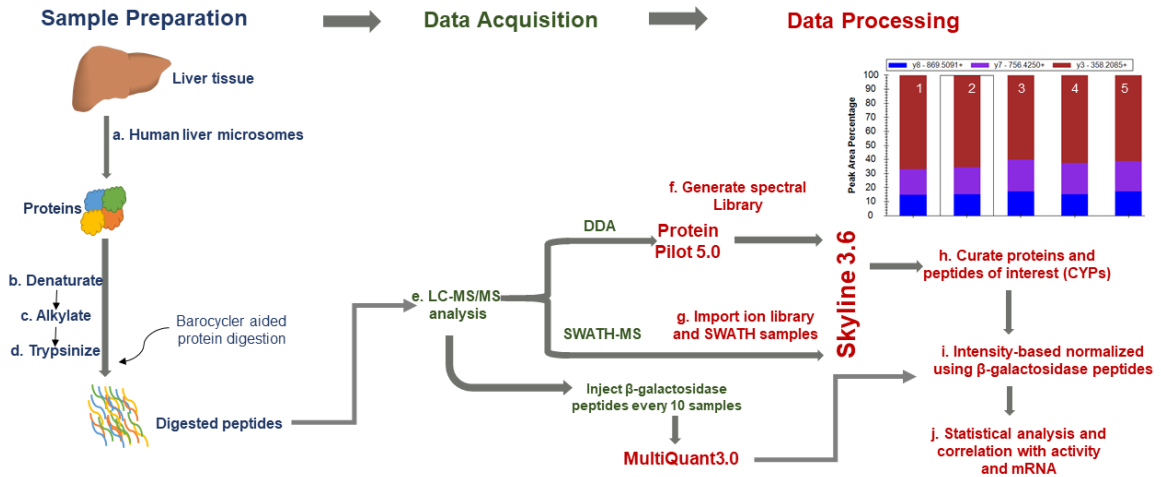 Sample Preparation
Data Acquisition
Data Processing
Liver tissue
a. Human liver microsomes
Proteins
b. Denaturate
c. Alkylate
d. Trypsinize
Barocycler aided
protein digestion
Digested peptides
e. LC-MS/MS
analysis
DDA
SWATH-MS
Inject β-galactosidase
peptides every 10 samples
MultiQuant3.0
f. Generate spectral
Library
Protein
Pilot 5.0
g. Import ion library
and SWATH samples
Skyline 3.6
y8 - 869.5091+
y7 - 756.4250+
y3 - 358.2085+
Peak Area Percentage
100
90
80
70
60
50
40
30
20
10
0
1
2
3
4
5
h. Curate proteins and
peptides of interest (CYPs)
i. Intensity-based normalized
using β-galactosidase peptides
j. Statistical analysis and
correlation with activity
and mRNA